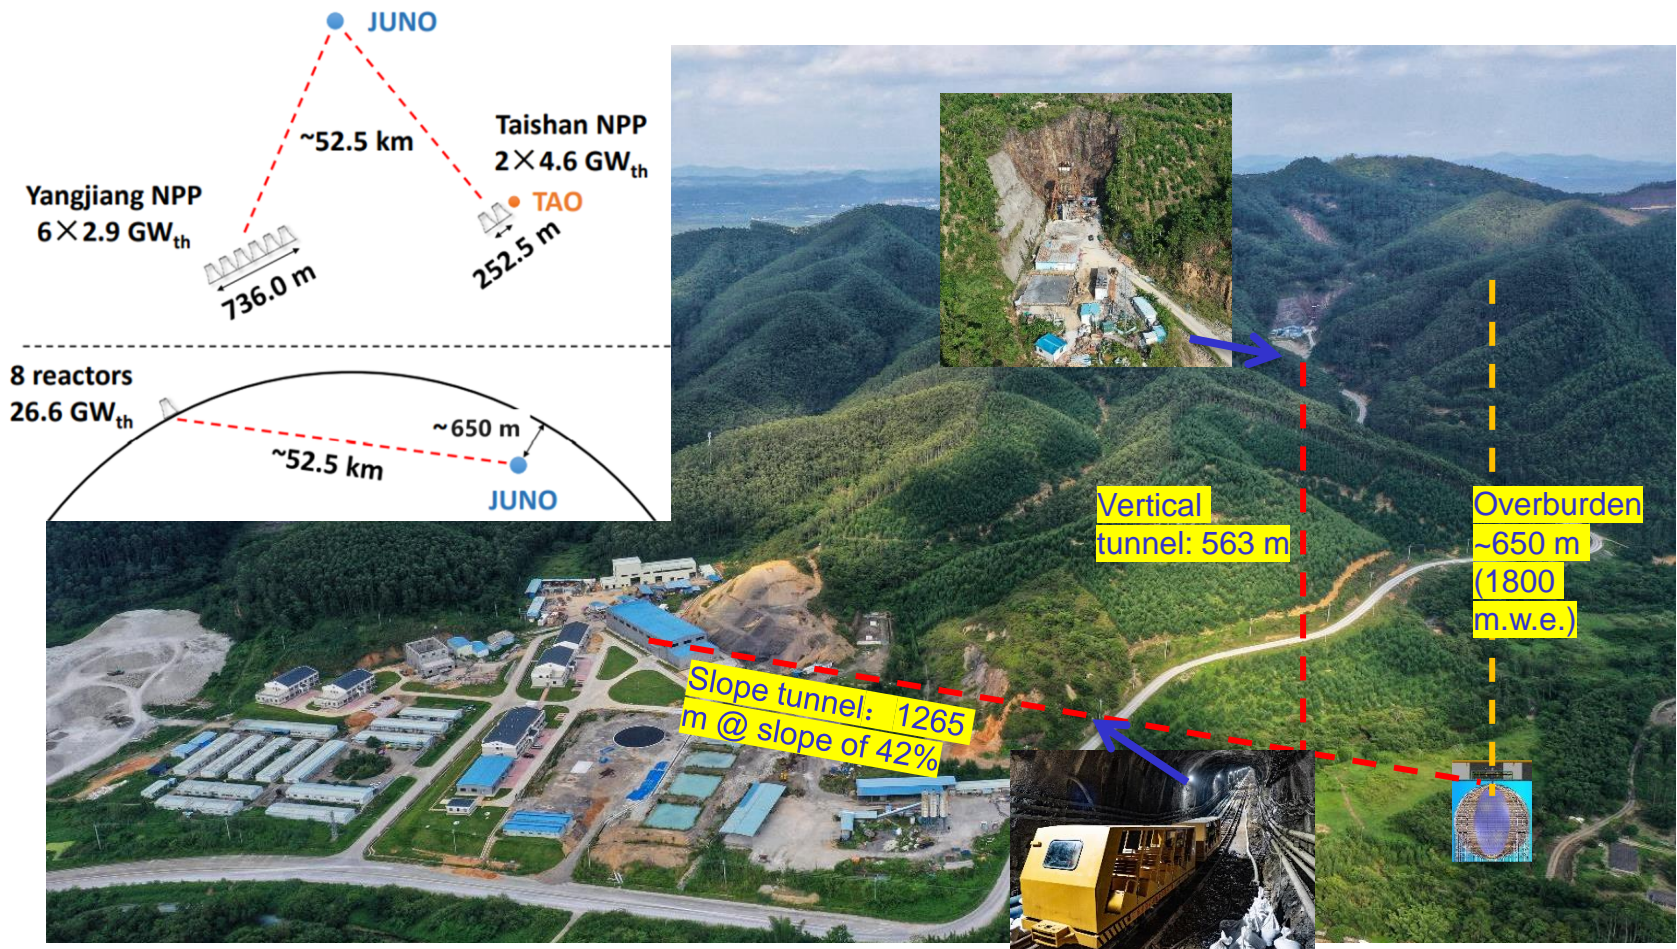 JUNO
~52.5 km
Taishan NPP
2×4.6 GWth
TAO
252.5 m
Yangjiang NPP
6×2.9 GWth
736.0 m
8 reactors
26.6 GWth
~650 m
~52.5 km
JUNO
Vertical
tunnel: 563 m
Overburden
~650 m
(1800
m.w.e.)
Slope tunnel：1265
m @ slope of 42%